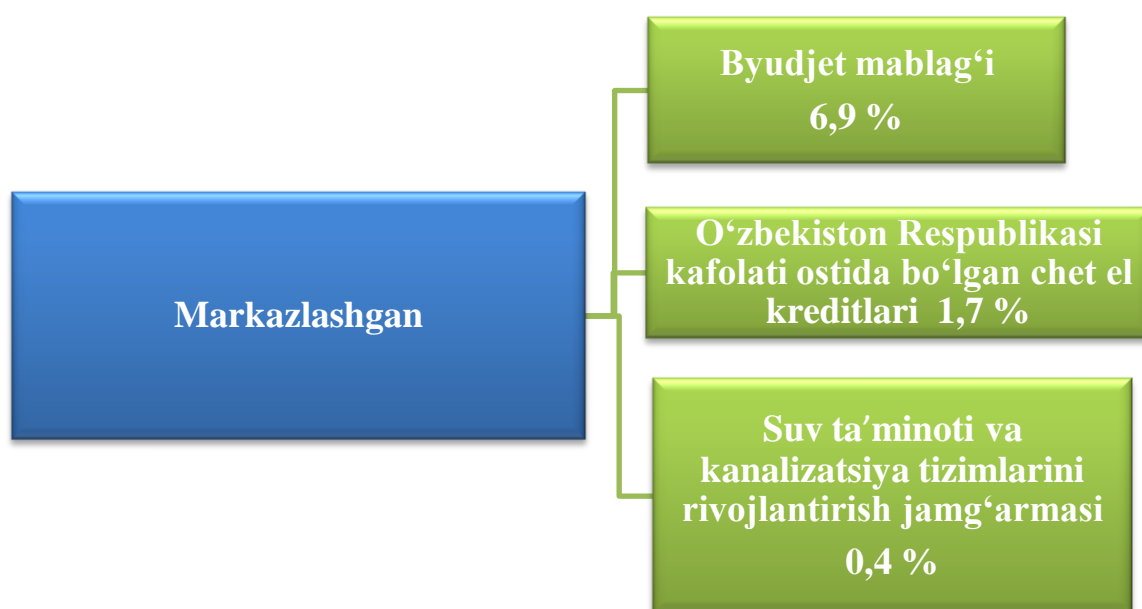 Byudjet mablag‘i
6,9 %
Markazlashgan
O‘zbekiston Respublikasi
kafolati ostida bo‘lgan chet el
kreditlari 1,7 %
Suv ta’minoti va
kanalizatsiya tizimlarini
rivojlantirish jamg‘armasi
0,4 %